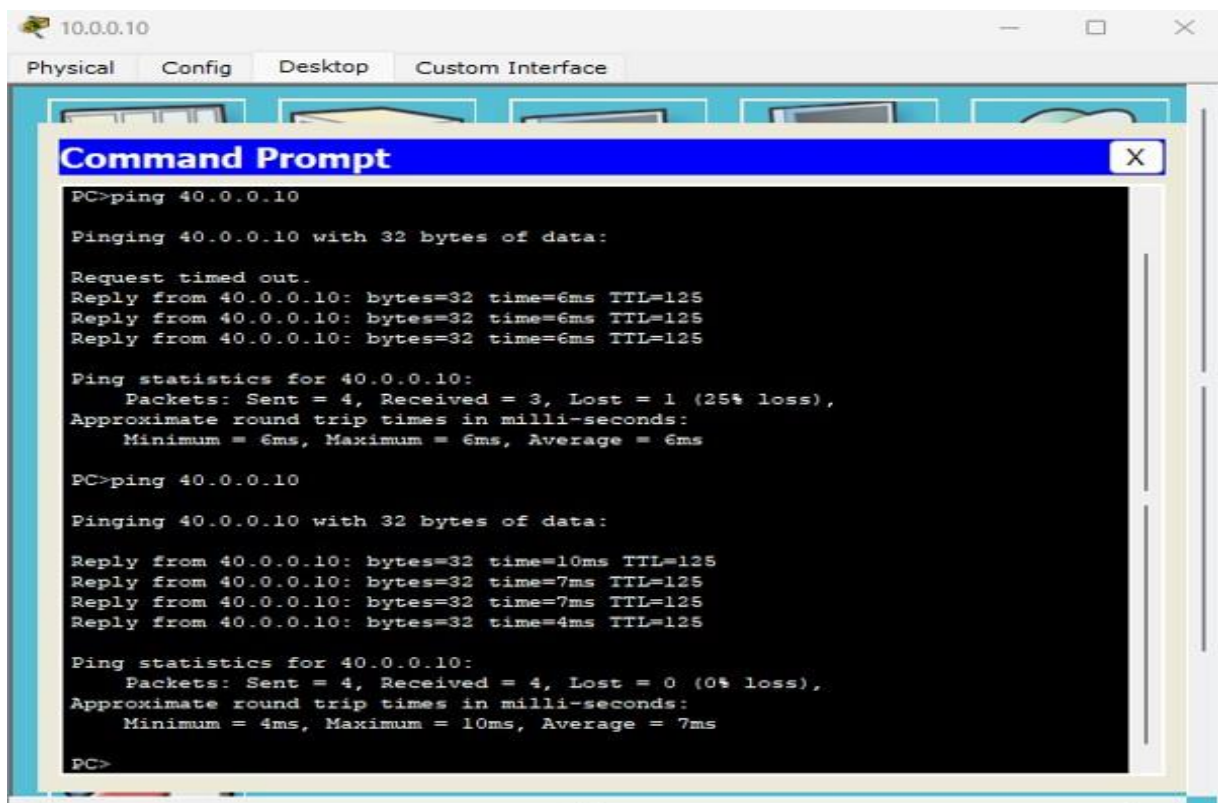 10.0.0.10
Physical Config Desktop Custom Interface
Command Prompt X
PC>ping 40.0.0.10
Pinging 40.0.0.10 with 32 bytes of data:
Request timed out.
Reply from 40.0.0.10: bytes=32 time=6ms TTL=125
Reply from 40.0.0.10: bytes=32 time=6ms TTL=125
Reply from 40.0.0.10: bytes=32 time=6ms TTL=125
Ping statistics for 40.0.0.10:
Packets: Sent = 4, Received = 3, Lost = 1 (25% loss),
Approximate round trip times in milli-seconds:
Minimum = 6ms, Maximum = 6ms, Average = 6ms
PC>ping 40.0.0.10
Pinging 40.0.0.10 with 32 bytes of data:
Reply from 40.0.0.10: bytes=32 time=10ms TTL=125
Reply from 40.0.0.10: bytes=32 time=7ms TTL=125
Reply from 40.0.0.10: bytes=32 time=7ms TTL=125
Reply from 40.0.0.10: bytes=32 time=4ms TTL=125
Ping statistics for 40.0.0.10:
Packets: Sent = 4, Received = 4, Lost = 0 (0% loss),
Approximate round trip times in milli-seconds:
Minimum = 4ms, Maximum = 10ms, Average = 7ms
PC>